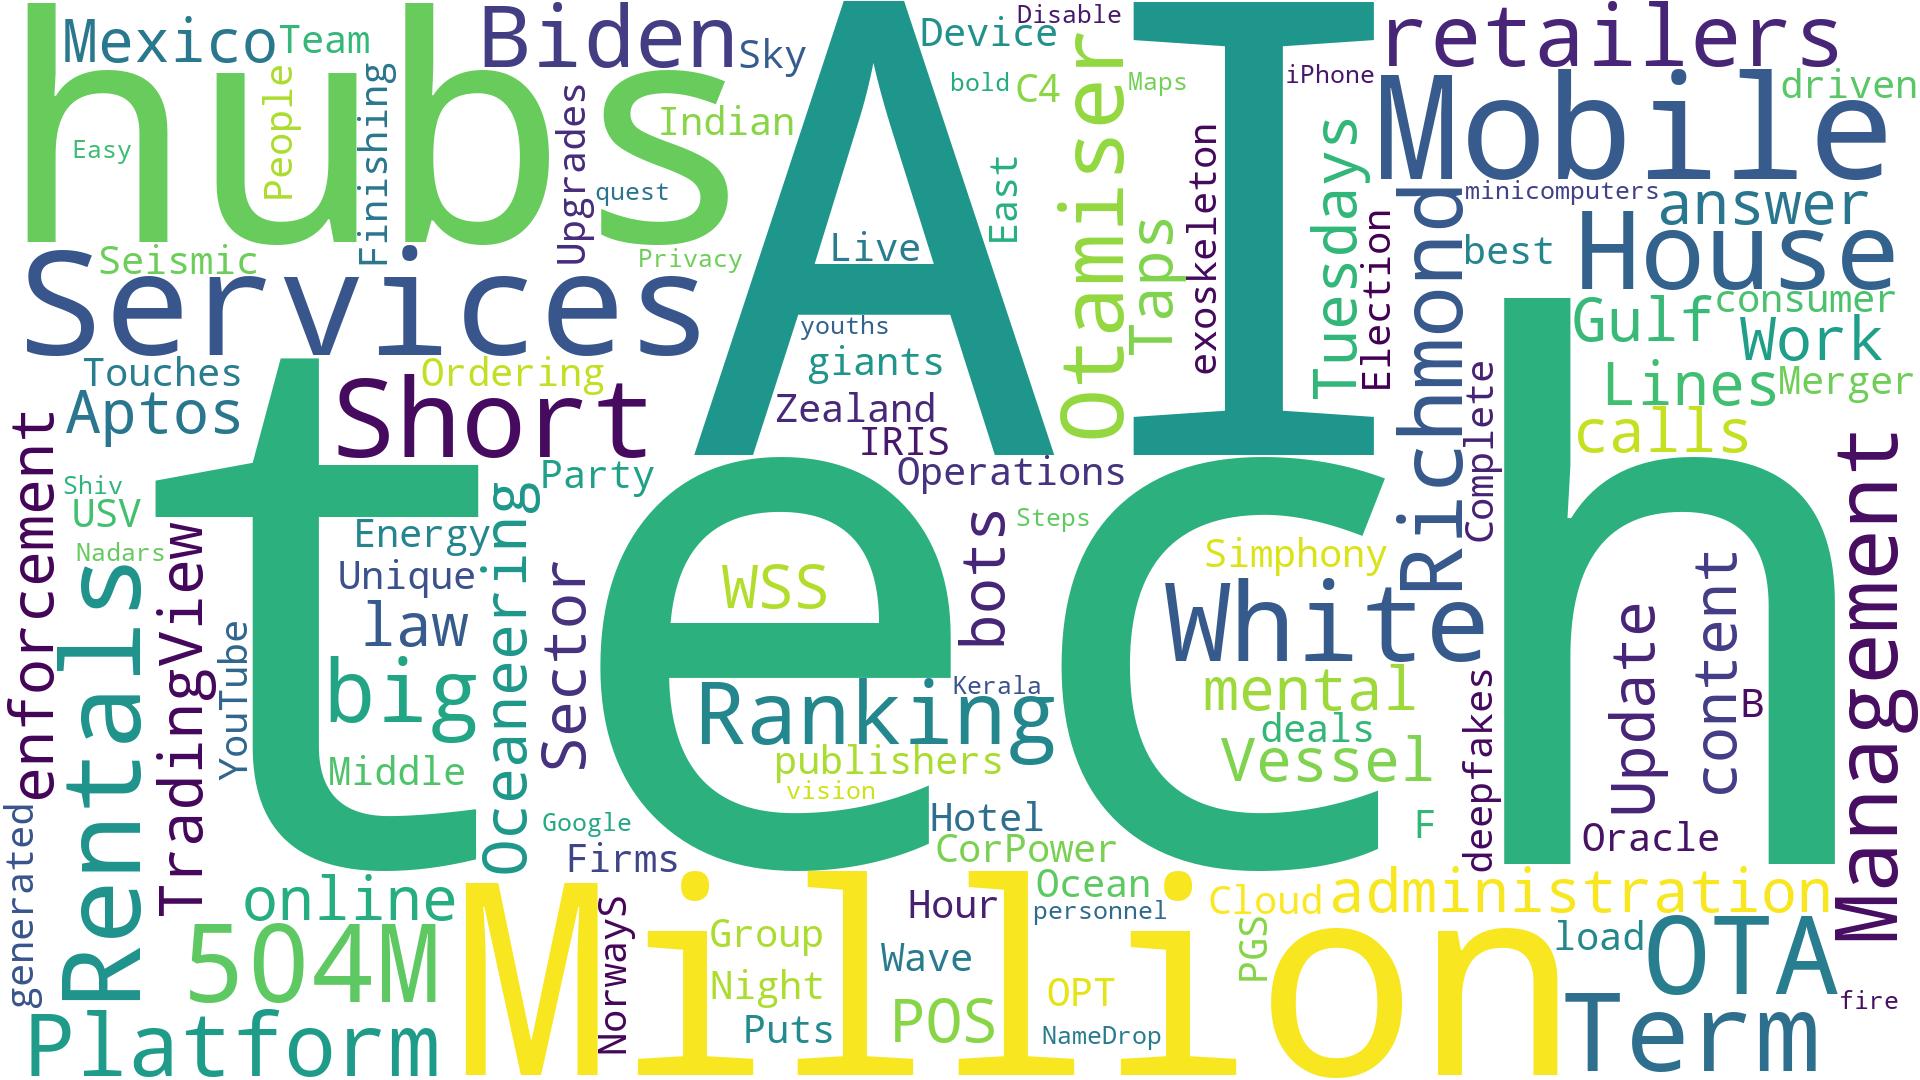 Mexico
Team
Biden
Sky
AI
Device
Disable
retailers
hubs
People
Finishing
Upgrades
Indian
bold
C4
Otamiser
Maps
iPhone
Mobile
driven
Easy
quest
East
Taps
exoskeleton
Tuesdays
Election
Richmond
minicomputers
answer
Seismic
Privacy
Live
best
House
Services
youths
giants
Gulf
consumer
Work
Touches
Ordering
Aptos
Short
Zealand
IRIS
Complete
Lines
Merger
calls
enforcement
Shiv
USV
Nadars
tech
Party
Operations
Management
Rentals
TradingView
YouTube
Energy
Unique
law
Oceaneering
Sector
WSS
bots
Steps
Simphony
White
big
Middle
Ranking
Kerala
publishers
vision
mental
deals
Vessel
deepfakes
Update
content
B
generated
Google
Firms
Hotel
CorPower
F
Oracle
online
504M
Platform
Million
NorwayS
Group
Night
Puts
Hour
Wave
POS
Ocean
personnel
OPT
NameDrop
Cloud
PGS
administration
load
OTA
Term
fire